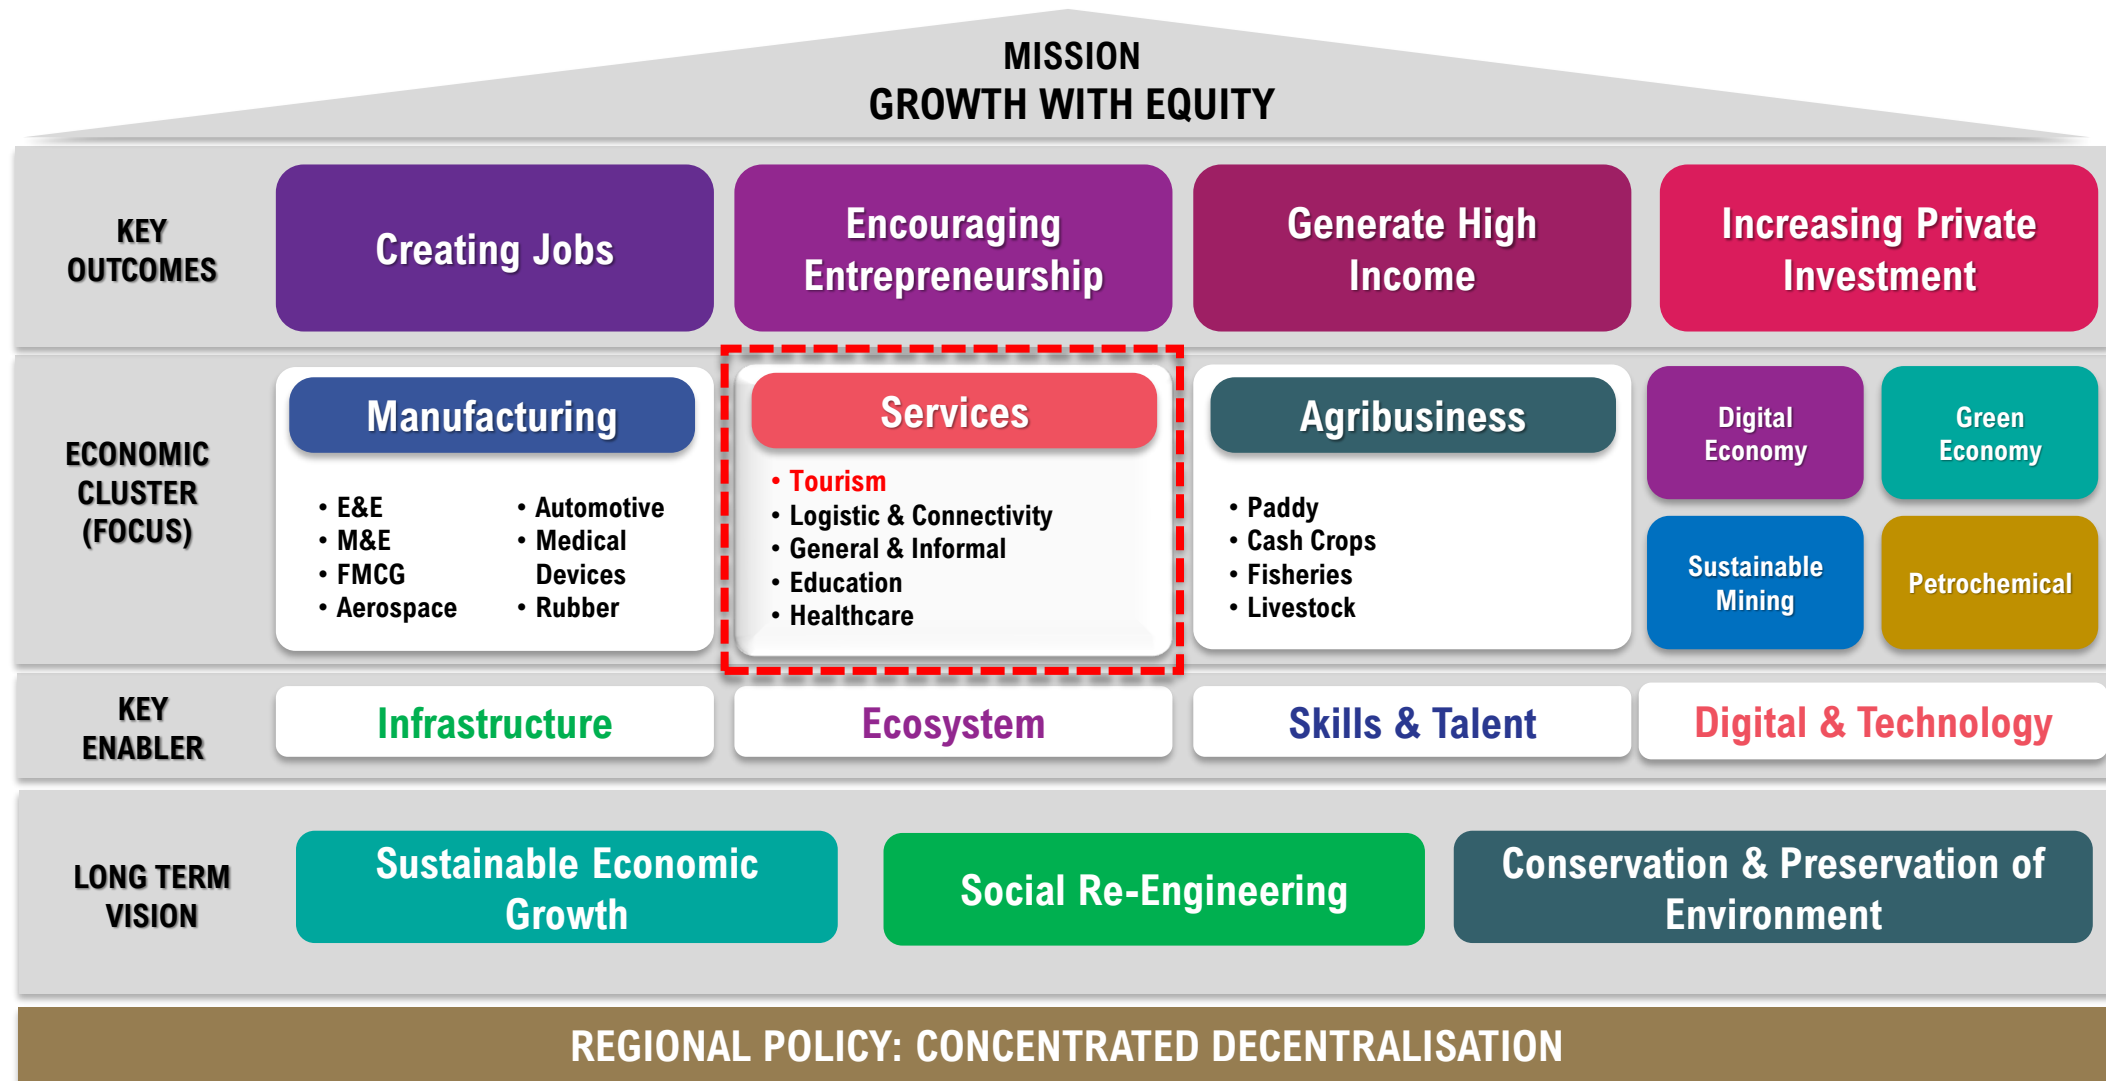 MISSION
GROWTH WITH EQUITY
KEY
OUTCOMES
Creating Jobs
Encouraging
Entrepreneurship
Generate High
Income
Increasing Private
Investment
ECONOMIC
CLUSTER
(FOCUS)
Manufacturing
• E&E
• M&E
• FMCG
• Aerospace
• Automotive
• Medical
Devices
• Rubber
Services
• Tourism
• Logistic & Connectivity
• General & Informal
• Education
• Healthcare
Agribusiness
• Paddy
• Cash Crops
• Fisheries
• Livestock
Digital
Economy
Green
Economy
Sustainable
Mining
Petrochemical
KEY
ENABLER
Infrastructure
Ecosystem
Skills & Talent
Digital & Technology
LONG TERM
VISION
Sustainable Economic
Growth
Social Re-Engineering
Conservation & Preservation of
Environment
REGIONAL POLICY: CONCENTRATED DECENTRALISATION